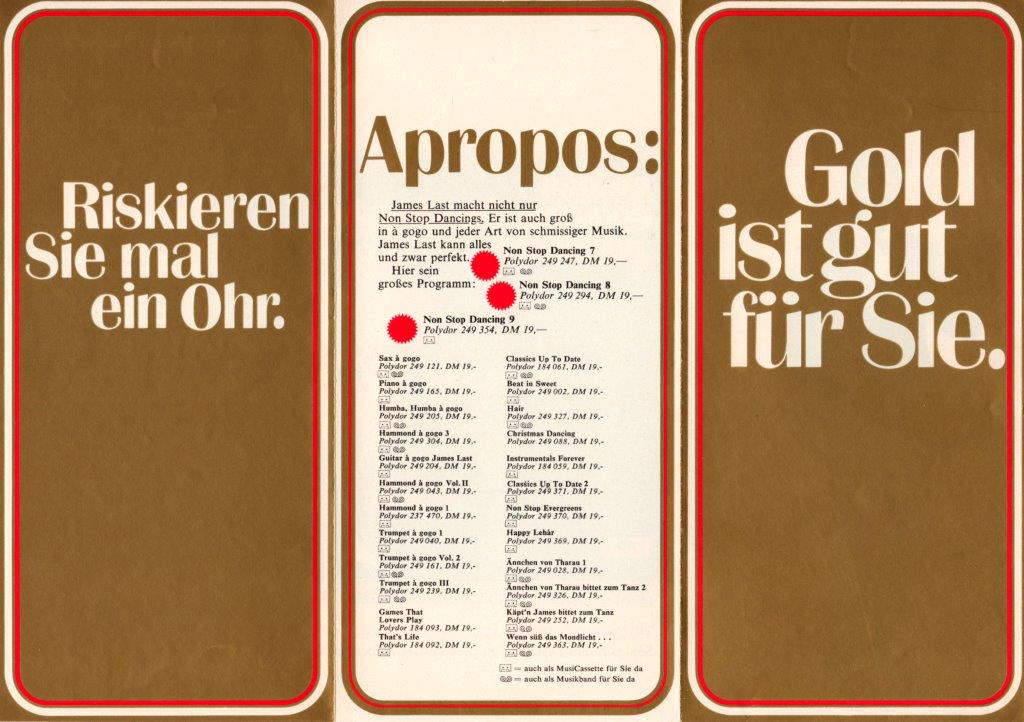 Riskieren
Sie mal
ein Ohr.
Apropos:
James Last macht nicht nur
Non Stop Dancings. Er ist auch groß
in à gogo und jeder Art von schmissiger Musik.
James Last kann alles
und zwar perfekt.
Hier sein
großes Programm:
Non Stop Dancing 7
Polydor 249 247, DM 19,—
Non Stop Dancing 8
Polydor 249 294, DM 19,—
Non Stop Dancing 9
Polydor 249 354, DM 19,—
Sax à gogo
Polydor 249 121, DM 19,-
Piano à gogo
Polydor 249 165, DM 19,-
Humba, Humba à gogo
Polydor 249 205, DM 19,-
Hammond à gogo 3
Polydor 249 304, DM 19,-
Guitar à gogo James Last
Polydor 249 204, DM 19,-
Hammond à gogo Vol. II
Polydor 249 043, DM 19,-
Hammond à gogo 1
Polydor 237 470, DM 19,-
Trumpet à gogo 1
Polydor 249 040, DM 19,-
Trumpet à gogo Vol. 2
Polydor 249 161, DM 19,-
Trumpet à gogo III
Polydor 249 239, DM 19,-
Games That
Lovers Play
Polydor 184 093, DM 19,-
That's Life
Polydor 184 092, DM 19,-
Classics Up To Date
Polydor 184 061, DM 19,-
Beat in Sweet
Polydor 249 002, DM 19,-
Hair
Polydor 249 327, DM 19,-
Christmas Dancing
Polydor 249 088, DM 19,-
Instrumentals Forever
Polydor 184 059, DM 19,-
Classics Up To Date 2
Polydor 249 371, DM 19,-
Non Stop Evergreens
Polydor 249 370, DM 19,-
Happy Lehár
Polydor 249 369, DM 19,-
Ännchen von Tharau 1
Polydor 249 028, DM 19,-
Ännchen von Tharau bittet zum Tanz 2
Polydor 249 326, DM 19,-
Käpt'n James bittet zum Tanz
Polydor 249 252, DM 19,-
Wenn süß das Mondlicht . . .
Polydor 249 363, DM 19,-
= auch als MusiCassette für Sie da
= auch als Musikband für Sie da
Gold
ist gut
für Sie.